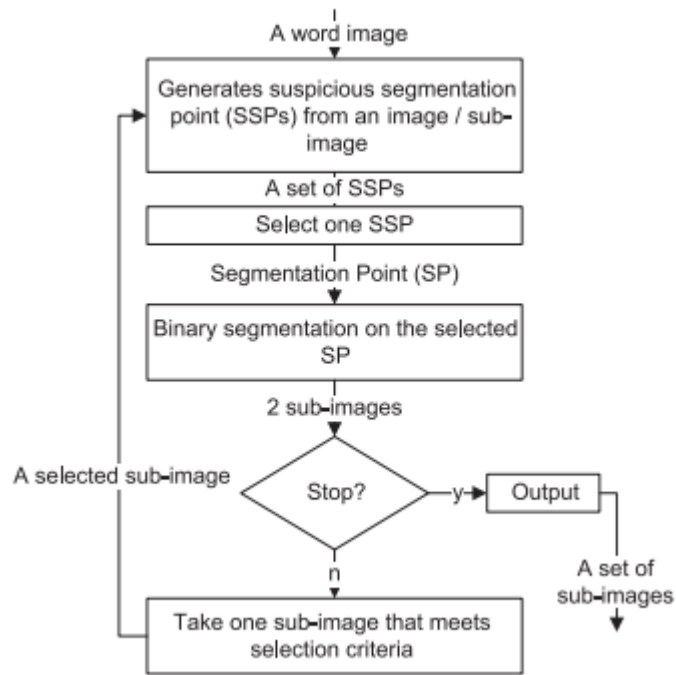 A word image
Generates suspicious segmentation
point (SSPs) from an image / sub-
image
A set of SSPs
Select one SSP
Segmentation Point (SP)
Binary segmentation on the selected
SP
2 sub-images
Stop?
y
Output
A set of
sub-images
n
Take one sub-image that meets
selection criteria
A selected sub-image